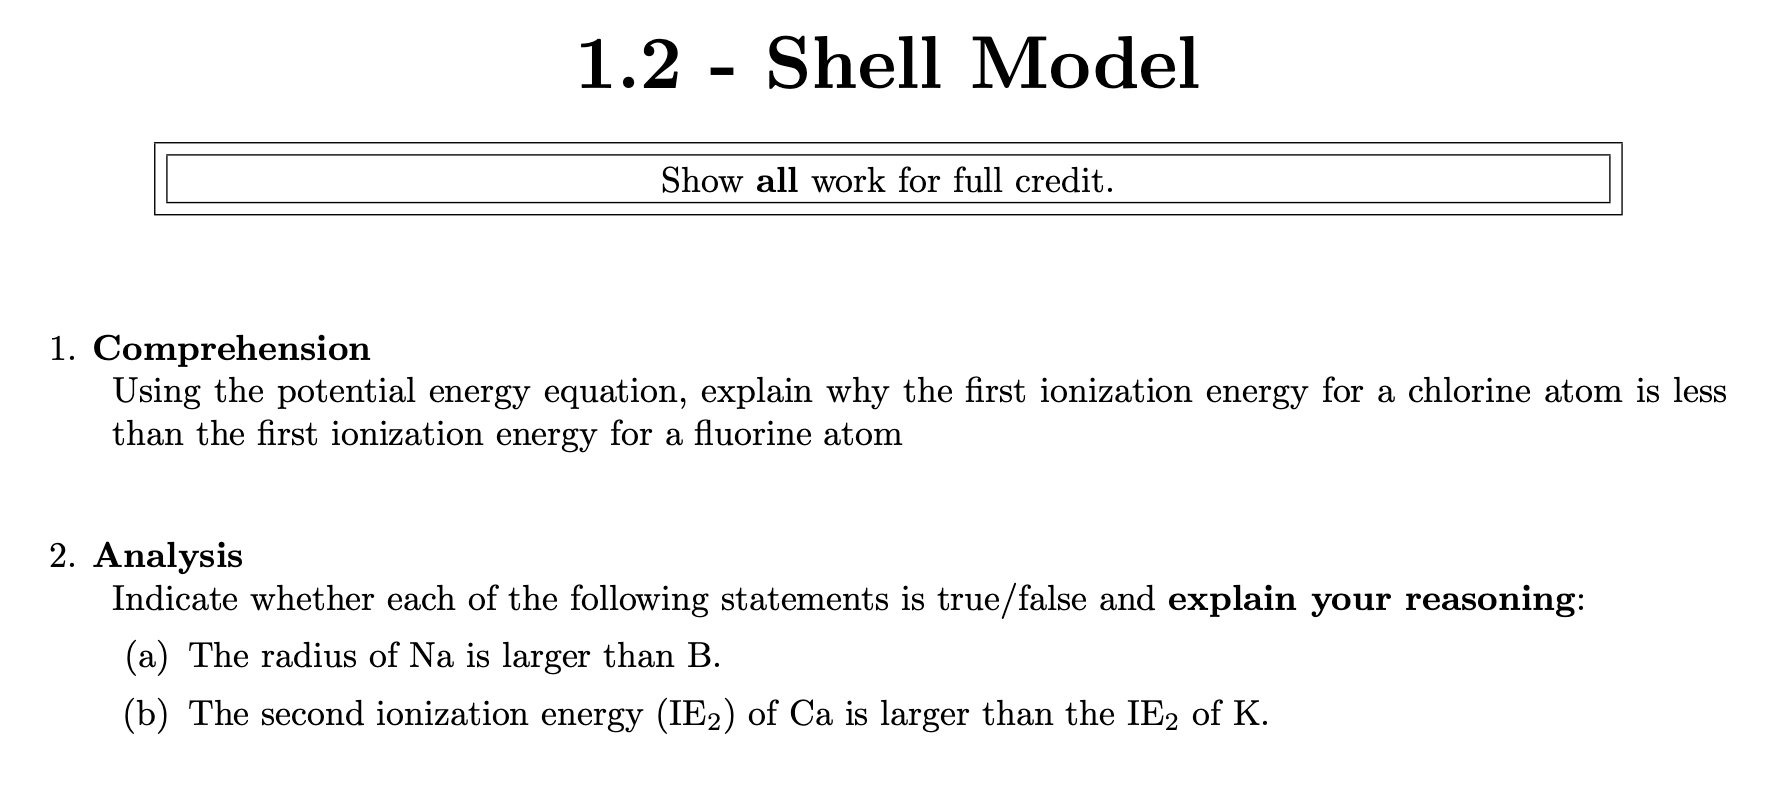 1.2 - Shell Model
Show all work for full credit.
1. Comprehension
Using the potential energy equation, explain why the first ionization energy for a chlorine atom is less
than the first ionization energy for a fluorine atom
2. Analysis
Indicate whether each of the following statements is true/false and explain your reasoning:
(a) The radius of Na is larger than B.
(b) The second ionization energy (IE₂) of Ca is larger than the IE₂ of K.